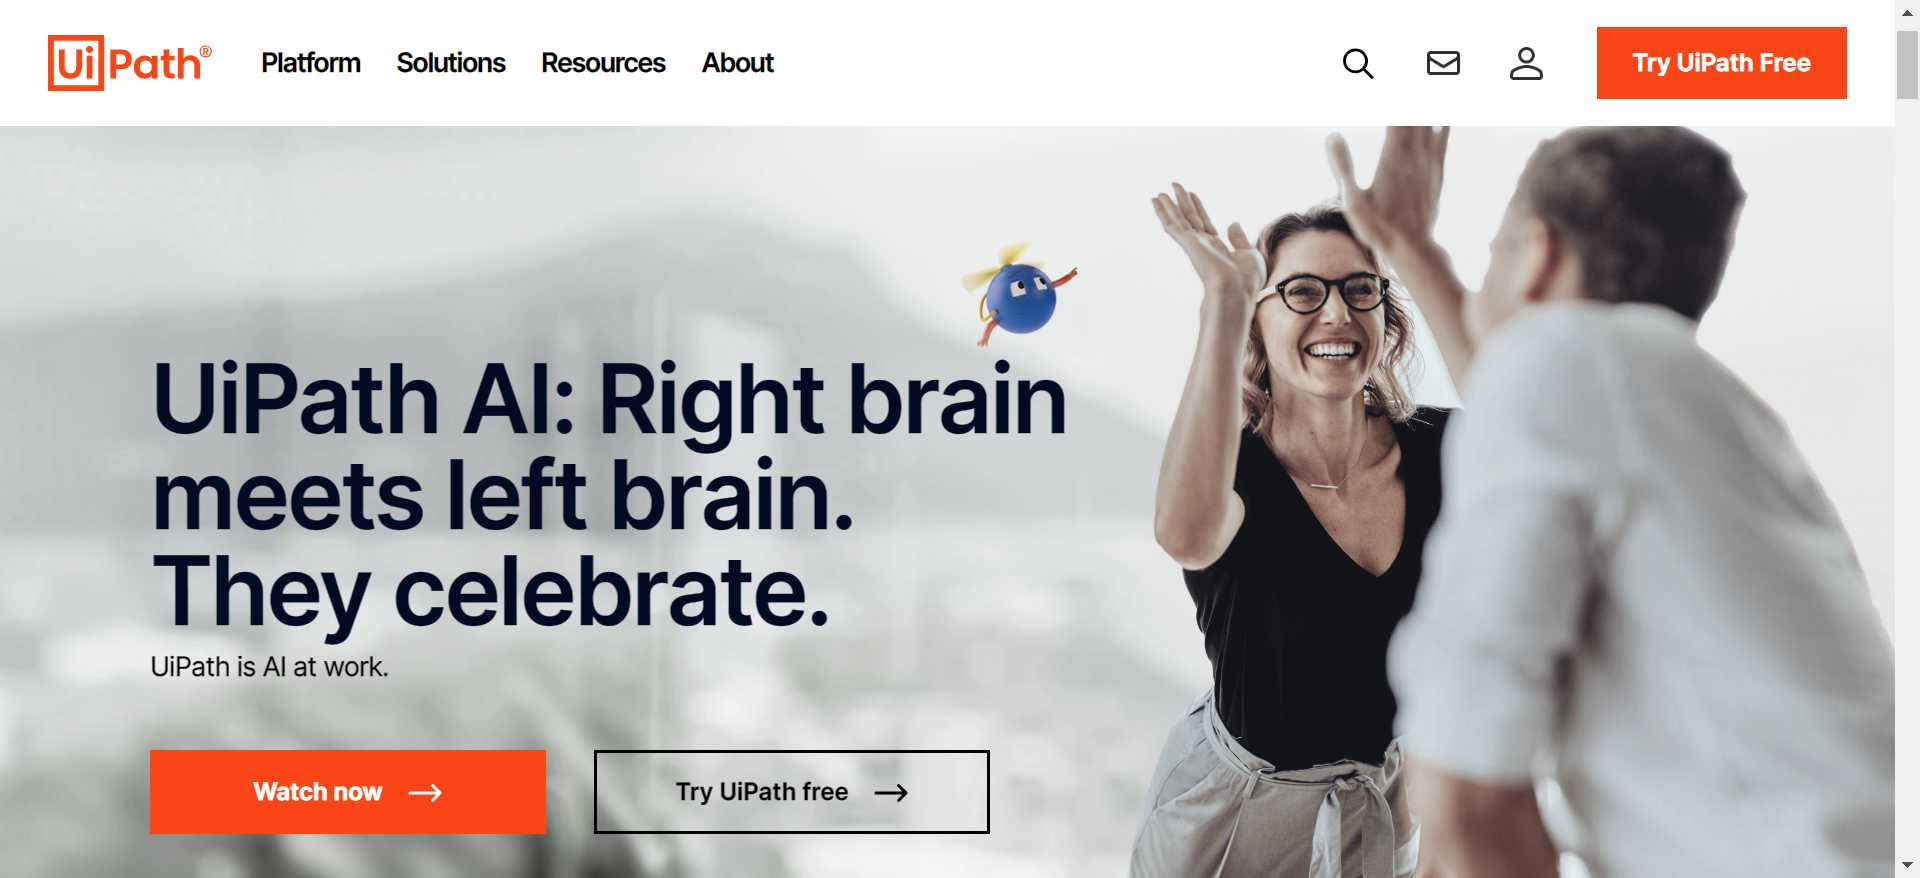 UiPath®
Platform Solutions Resources About
Try UiPath Free
UiPath AI: Right brain
meets left brain.
They celebrate.
UiPath is AI at work.
Watch now →
Try UiPath free →